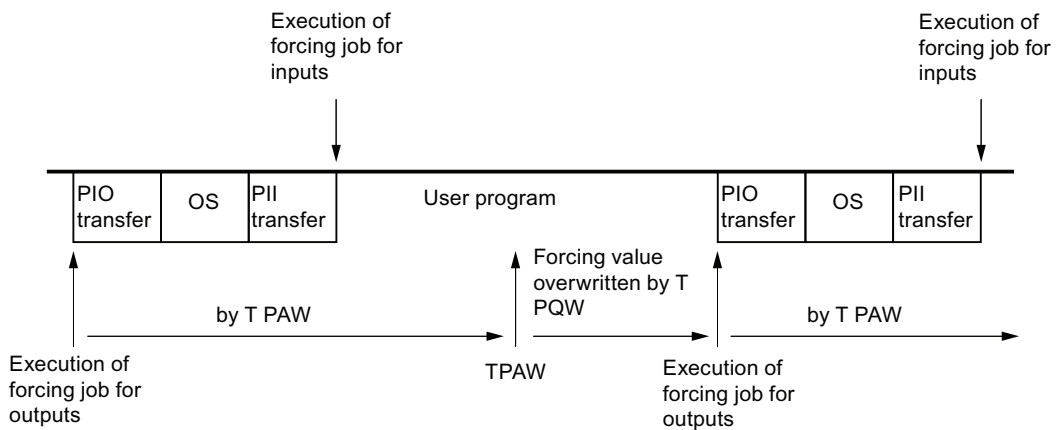 Execution of
forcing job for
inputs
Execution of
forcing job for
inputs
PIO
transfer
OS
PII
transfer
User program
PIO
transfer
OS
PII
transfer
Forcing value
overwritten by T
PQW
by T PAW
by T PAW
Execution of
forcing job for
outputs
TPAW
Execution of
forcing job for
outputs